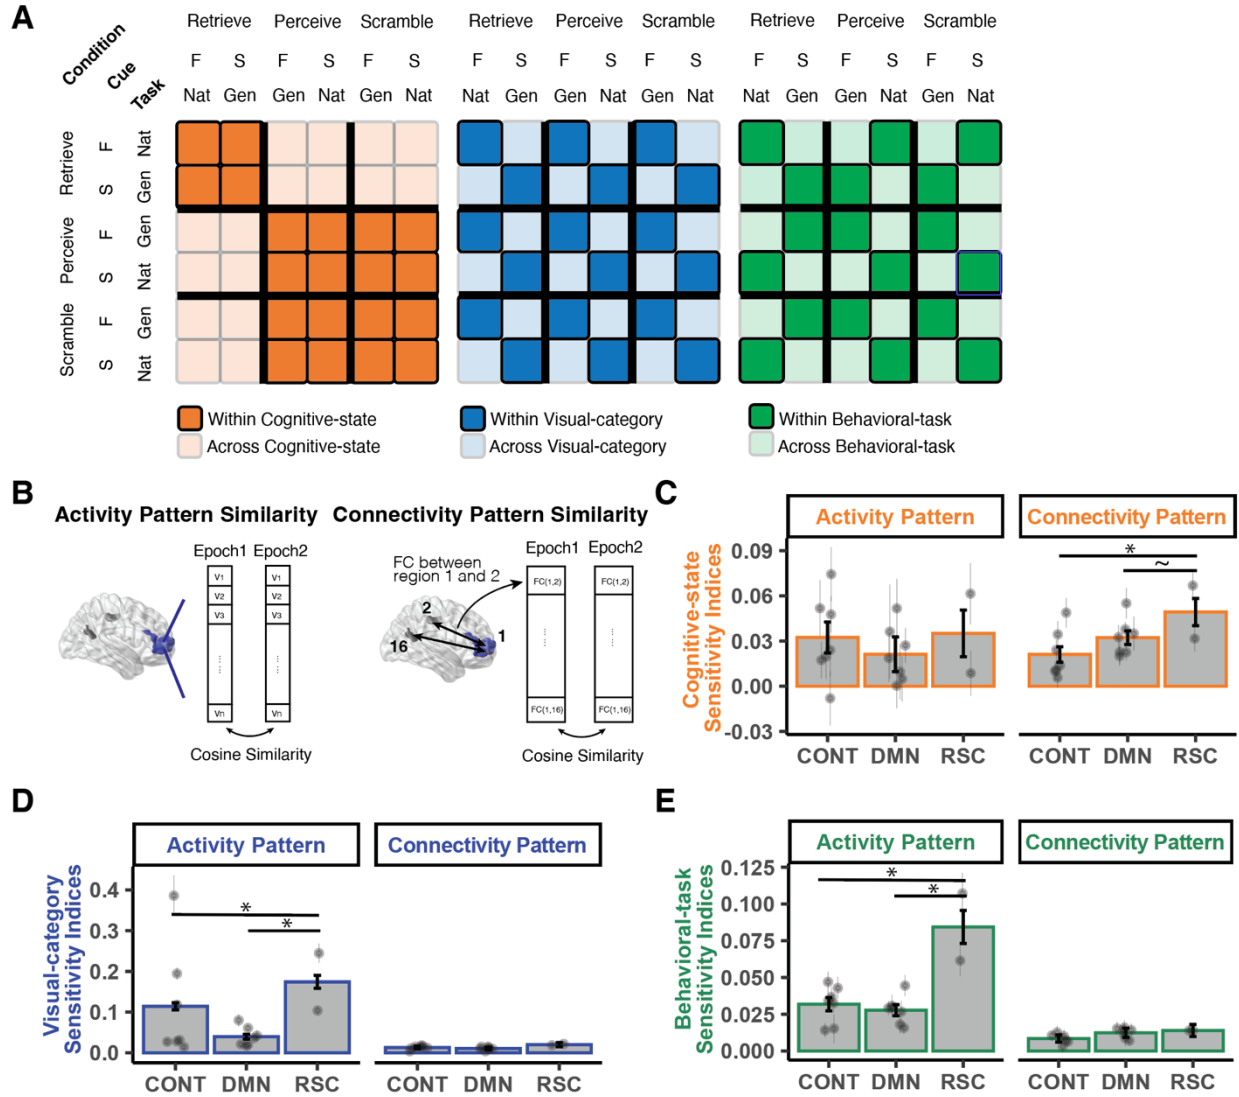 A
Condition
Cue
Task
Retrieve Perceive Scramble Retrieve Perceive Scramble Retrieve Perceive Scramble
F S F S F S F S F S F S F S F S F S
Nat Gen Gen Nat Gen Nat Nat Gen Gen Nat Gen Nat Nat Gen Gen Nat Gen Nat
Retrieve F Nat
S Gen
Perceive F Gen
S Nat
Scramble F Gen
S Nat
Within Cognitive-state Within Visual-category Within Behavioral-task
Across Cognitive-state Across Visual-category Across Behavioral-task
B
Activity Pattern Similarity Connectivity Pattern Similarity
Epoch1 Epoch2
V1 V1
V2 V2
V3 V3
Vn Vn
Cosine Similarity
FC between
region 1 and 2
Epoch1 Epoch2
FC(1,2) FC(1,2)
2
1
16
FC(1,16) FC(1,16)
Cosine Similarity
C
Activity Pattern Connectivity Pattern
Cognitive-state
Sensitivity Indices
0.09
0.06
0.03
0.00
-0.03
*
~
CONT DMN RSC CONT DMN RSC
D
Activity Pattern Connectivity Pattern
Visual-category
Sensitivity Indices
0.4
0.3
0.2
0.1
0.0
*
*
CONT DMN RSC CONT DMN RSC
E
Activity Pattern Connectivity Pattern
Behavioral-task
Sensitivity Indices
0.125
0.100
0.075
0.050
0.025
0.000
*
*
CONT DMN RSC CONT DMN RSC